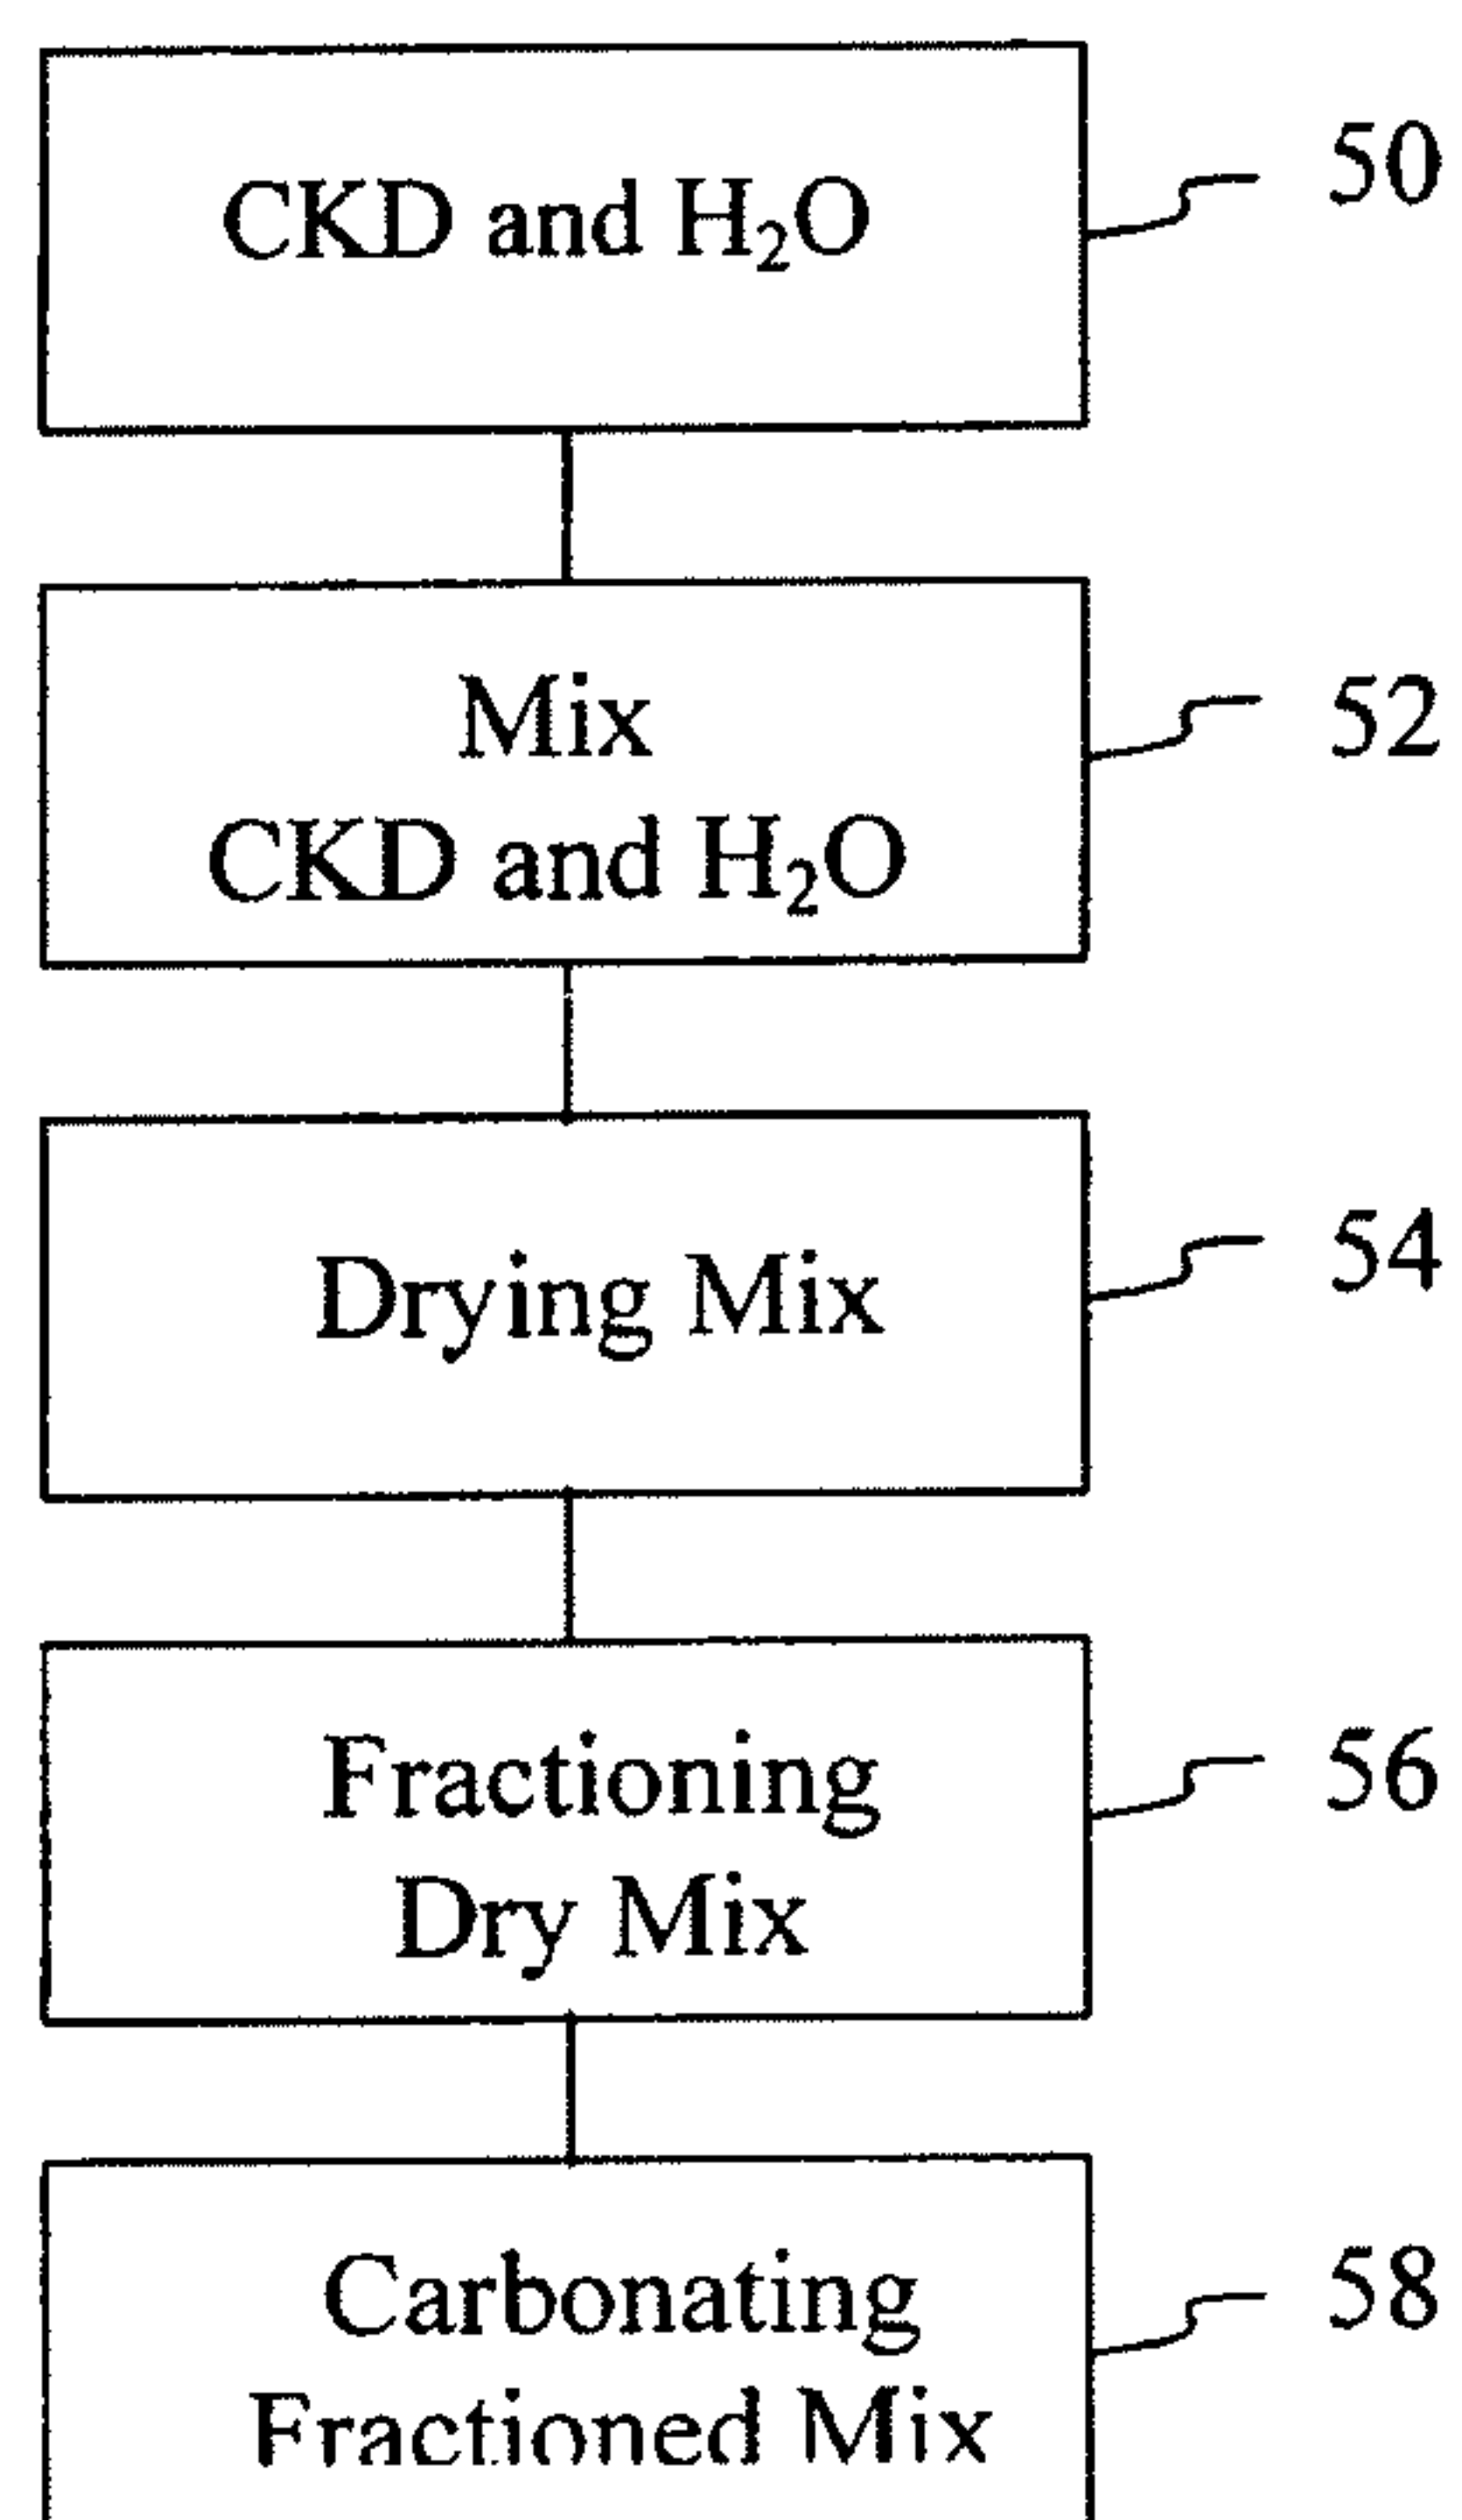 CKD and H₂O
50
Mix
CKD and H₂O
52
Drying Mix
54
Fractioning
Dry Mix
56
Carbonating
Fractioned Mix
58